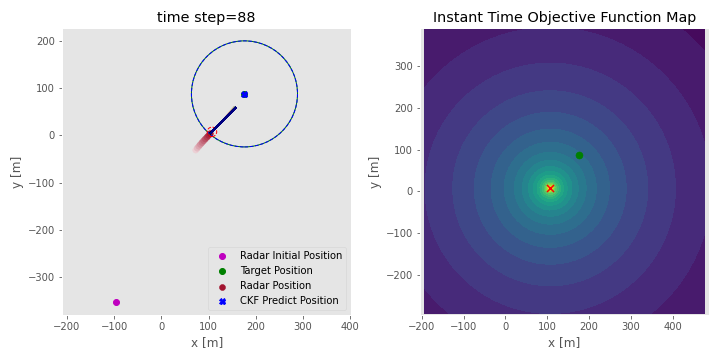 time step=88
200
100
0
−100
−200
−300
y [m]
−200
−100
0
100
200
300
400
x [m]
Radar Initial Position
Target Position
Radar Position
CKF Predict Position
Instant Time Objective Function Map
300
200
100
0
−100
−200
y [m]
−200
−100
0
100
200
300
400
x [m]